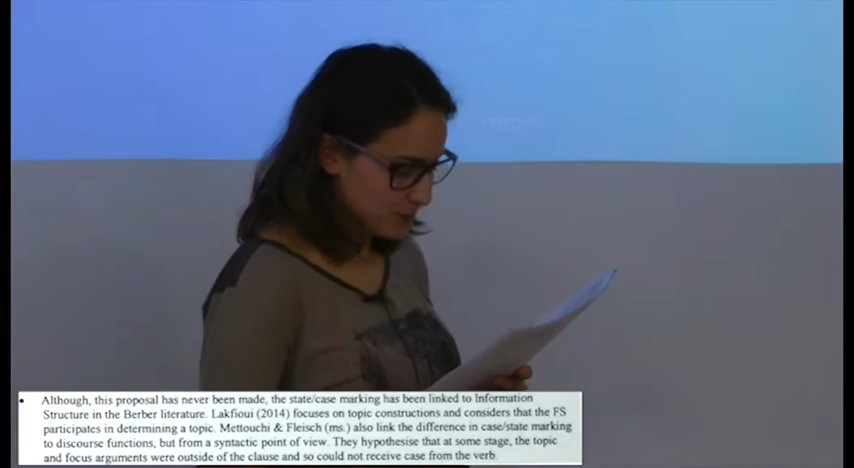 • Although, this proposal has never been made, the state/case marking has been linked to Information
Structure in the Berber literature. Lakfioui (2014) focuses on topic constructions and considers that the FS
participates in determining a topic. Mettouchi & Fleisch (ms.) also link the difference in case/state marking
to discourse functions, but from a syntactic point of view. They hypothesise that at some stage, the topic
and focus arguments were outside of the clause and so could not receive case from the verb.